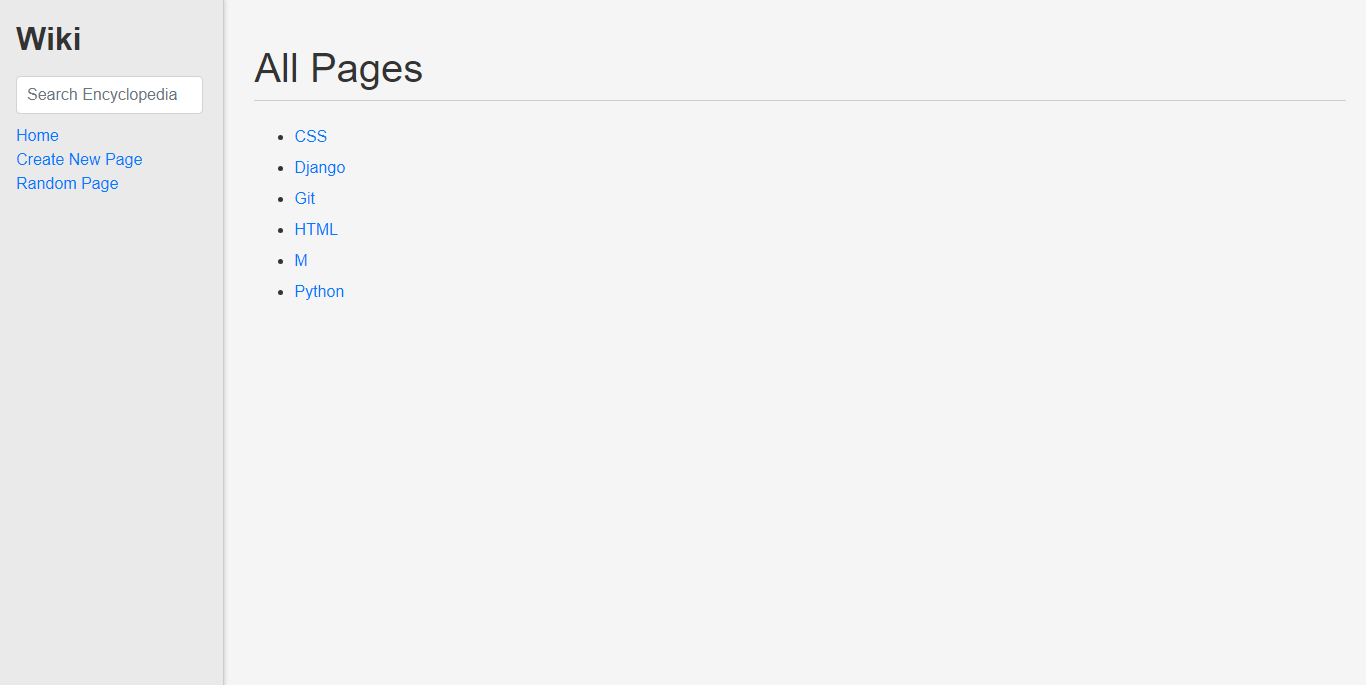 Wiki
Search Encyclopedia
Home
Create New Page
Random Page
All Pages
CSS
Django
Git
HTML
M
Python